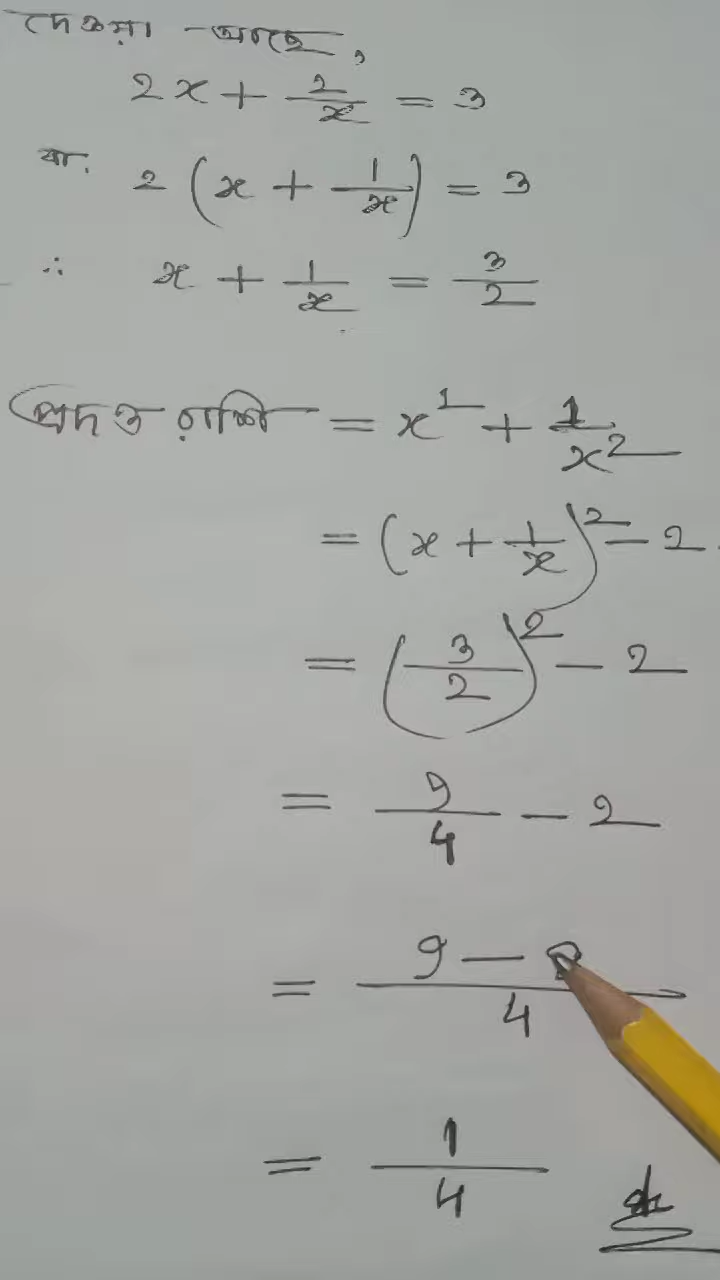 দেওয়া আছে,
2x + 2/x = 3
বা, 2(x + 1/x) = 3
∴ x + 1/x = 3/2
প্রদত্ত রাশি = x¹ + 1/x²
= (x + 1/x)² - 2.
= (3/2)² - 2
= 9/4 - 2
= (9 - 8)/4
= 1/4